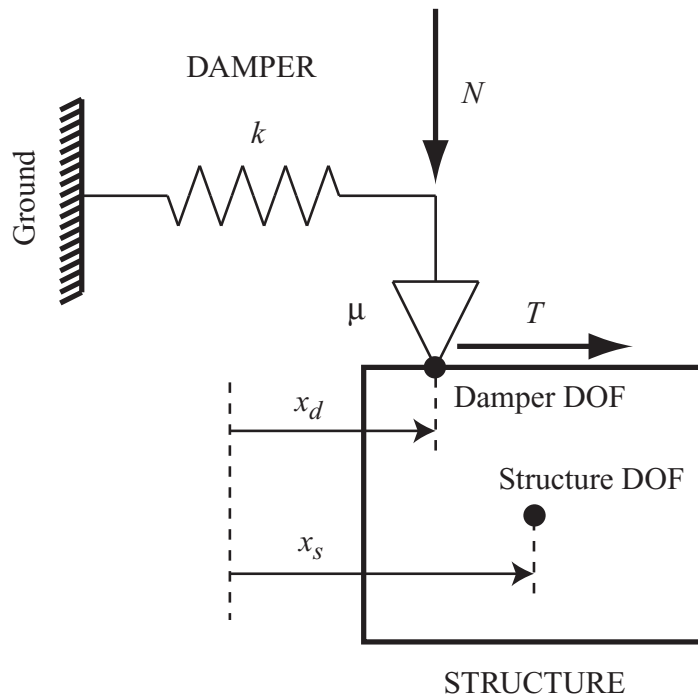 DAMPER
N
k
Ground
μ
T
x_d
Damper DOF
Structure DOF
x_s
STRUCTURE